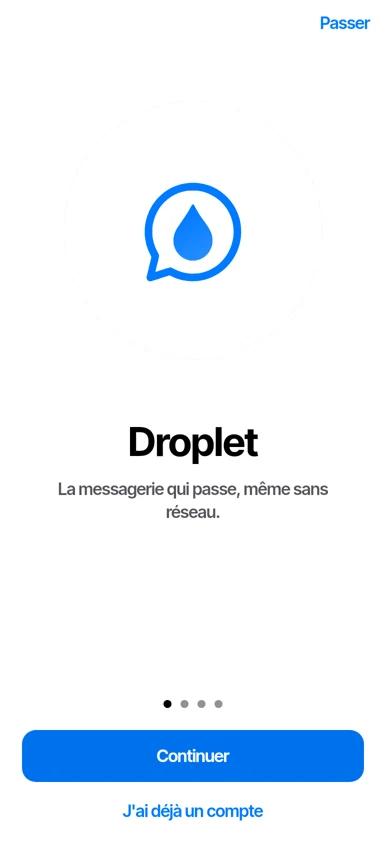 Passer
Droplet
La messagerie qui passe, même sans
réseau.
Continuer
J'ai déjà un compte